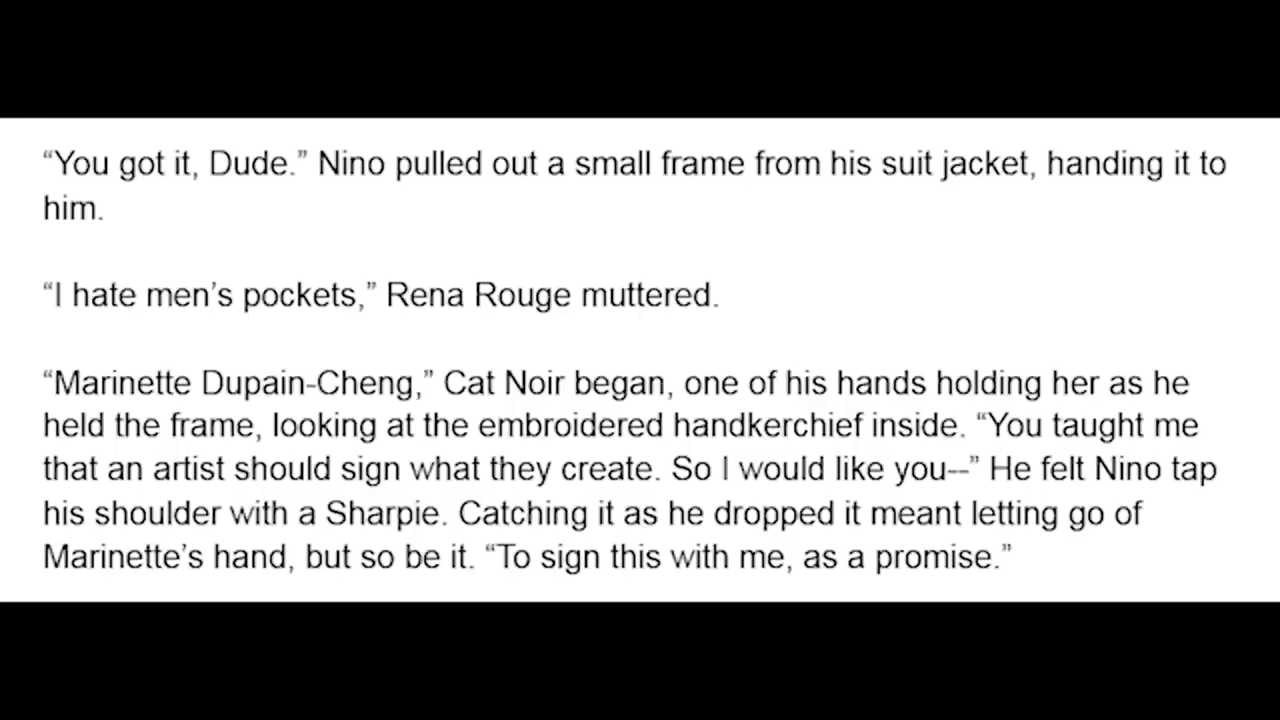 “You got it, Dude.” Nino pulled out a small frame from his suit jacket, handing it to
him.
“I hate men’s pockets,” Rena Rouge muttered.
“Marinette Dupain-Cheng,” Cat Noir began, one of his hands holding her as he
held the frame, looking at the embroidered handkerchief inside. “You taught me
that an artist should sign what they create. So I would like you--” He felt Nino tap
his shoulder with a Sharpie. Catching it as he dropped it meant letting go of
Marinette’s hand, but so be it. “To sign this with me, as a promise.”